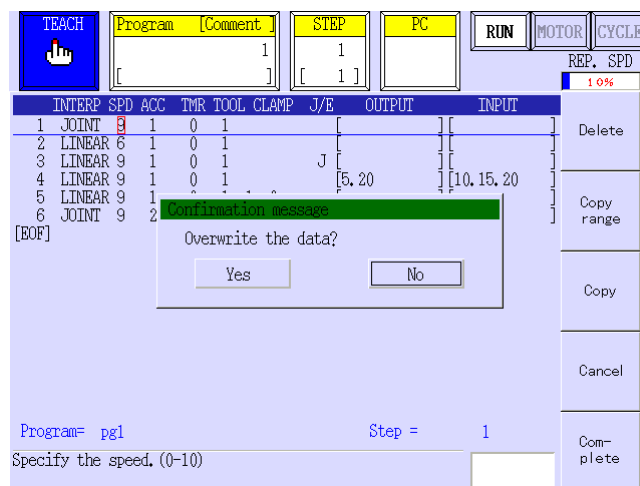 TEACH
Program [Comment ]
1
[ ]
STEP
1
[ 1 ]
PC
RUN
MOTOR
CYCLE
REP. SPD
10%
INTERP SPD ACC TMR TOOL CLAMP J/E OUTPUT INPUT
1 JOINT 9 1 0 1 [ ][ ]
2 LINEAR 6 1 0 1 [ ][ ]
3 LINEAR 9 1 0 1 J [ ][ ]
4 LINEAR 9 1 0 1 [5.20 ][10.15.20 ]
5 LINEAR 9 1
6 JOINT 9 2
[EOF]
Confirmation message
Overwrite the data?
Yes No
Delete
Copy
range
Copy
Cancel
Com-
plete
Program= pg1 Step = 1
Specify the speed.(0-10)